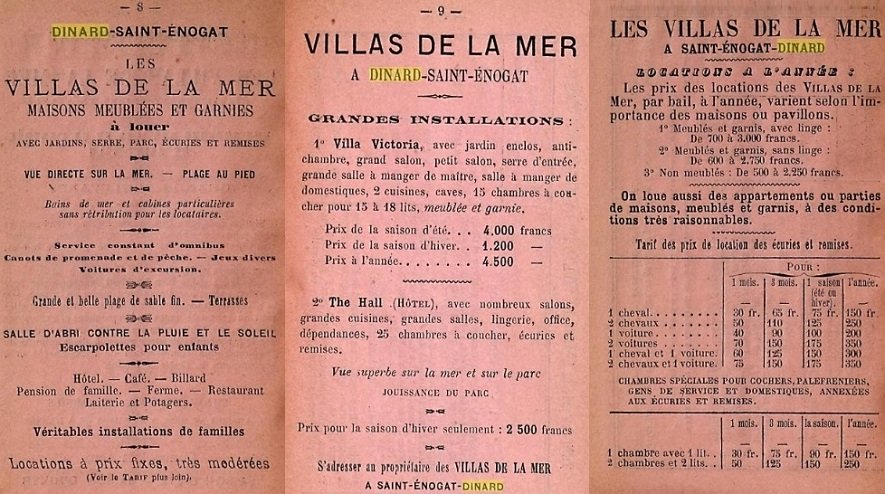 — 8 —
DINARD-SAINT-ÉNOGAT
LES
VILLAS DE LA MER
MAISONS MEUBLÉES ET GARNIES
à louer
AVEC JARDINS, SERRE, PARC, ÉCURIES ET REMISES
VUE DIRECTE SUR LA MER. — PLAGE AU PIED
Bains de mer et cabines particulières
sans rétribution pour les locataires.
Service constant d'omnibus
Canots de promenade et de pêche. — Jeux divers
Voitures d'excursion.
Grande et belle plage de sable fin. — Terrasses
SALLE D'ABRI CONTRE LA PLUIE ET LE SOLEIL
Escarpolettes pour enfants
Hôtel. — Café. — Billard
Pension de famille. — Ferme. — Restaurant
Laiterie et Potagers.
Véritables installations de familles
Locations à prix fixes, très modérées
(Voir le TARIF plus loin).
— 9 —
VILLAS DE LA MER
A DINARD-SAINT-ÉNOGAT
GRANDES INSTALLATIONS :
1° Villa Victoria, avec jardin enclos, anti-
chambre, grand salon, petit salon, serre d'entrée,
grande salle à manger de maître, salle à manger de
domestiques, 2 cuisines, caves, 15 chambres à cou-
cher pour 15 à 18 lits, meublée et garnie.
Prix de la saison d'été. . . 4.000 francs
Prix de la saison d'hiver. . 1.200 —
Prix à l'année. . . . . . . 4.500 —
2° The Hall (HÔTEL), avec nombreux salons,
grandes cuisines, grandes salles, lingerie, office,
dépendances, 25 chambres à coucher, écuries et
remises.
Vue superbe sur la mer et sur le parc
JOUISSANCE DU PARC
Prix pour la saison d'hiver seulement : 2 500 francs
S'adresser au propriétaire des VILLAS DE LA MER
A SAINT-ÉNOGAT-DINARD
LES VILLAS DE LA MER
A SAINT-ÉNOGAT-DINARD
LOCATIONS A L'ANNÉE :
Les prix des locations des VILLAS DE LA
MER, par bail, à l'année, varient selon l'im-
portance des maisons ou pavillons.
1° Meublés et garnis, avec linge :
De 700 à 3.000 francs.
2° Meublés et garnis, sans linge :
De 600 à 2.750 francs.
3° Non meublés : De 500 à 2.250 francs.
On loue aussi des appartements ou parties
de maisons, meublés et garnis, à des condi-
tions très raisonnables.
Tarif des prix de location des écuries et remises.
POUR :
1 mois. 3 mois. 1 saison (été ou hiver). l'année.
1 cheval . . . . . . . . 30 fr. 65 fr. 75 fr. 150 fr.
2 chevaux . . . . . . . 50 110 125 250
1 voiture . . . . . . . 40 90 100 200
2 voitures . . . . . . . 70 150 175 350
1 cheval et 1 voiture. 60 125 150 300
2 chevaux et 1 voiture. 75 150 175 350
CHAMBRES SPÉCIALES POUR COCHERS, PALEFRENIERS,
GENS DE SERVICE ET DOMESTIQUES, ANNEXÉES
AUX ÉCURIES ET REMISES.
1 mois. 3 mois. la saison. l'année.
1 chambre avec 1 lit. . 30 fr. 75 fr. 90 fr. 150 fr.
2 chambres et 2 lits. . 50 125 150 250